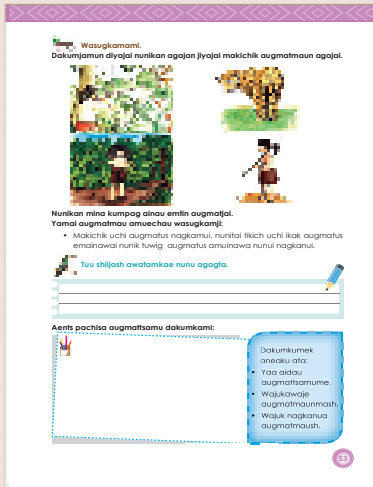 Wasugkamami.
Dakumjamun diyajai nunikan agajan jiyajai makichik augmatmaun agajai.
Nunikan mina kumpag ainau emtin augmatjai.
Yamai augmatmau amuechau wasugkamji:
• Makichik uchi augmatus nagkamui, nunitai tikich uchi ikak augmatus
emainawai nunik tuwig augmatus amuinawa nunui nagkanui.
Tuu shiijash awatamkae nunu agagta.
Aents pachisa augmattsamu dakumkami:
Dakumkumek
aneaku ata:
• Yaa aidau
augmattsamume.
• Wajukawaje
augmatmaunmash.
• Wajuk nagkanua
augmatmaush.
53